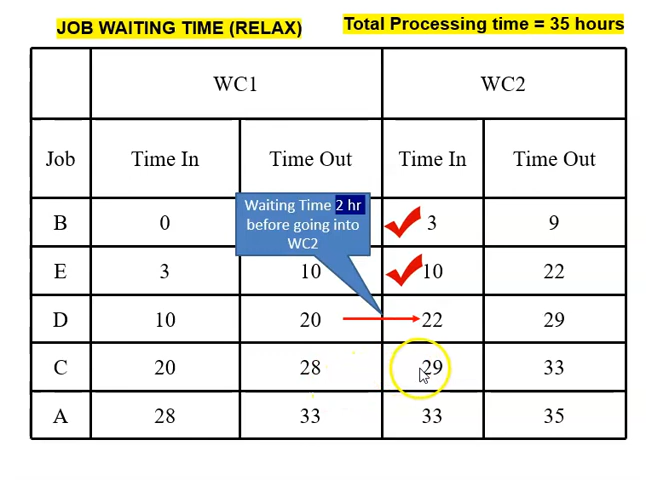 JOB WAITING TIME (RELAX) Total Processing time = 35 hours
WC1 WC2
Job Time In Time Out Time In Time Out
Waiting Time 2 hr
before going into
WC2
B 0 3 9
E 3 10 10 22
D 10 20 22 29
C 20 28 29 33
A 28 33 33 35